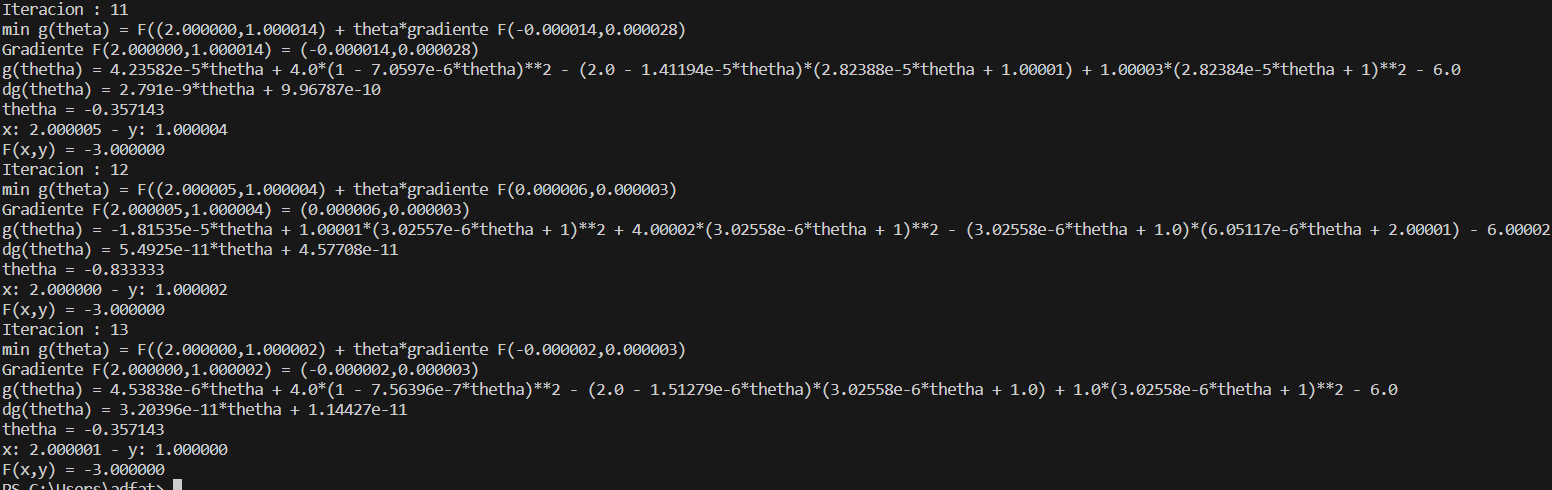 Iteracion : 11
min g(theta) = F((2.000000,1.000014) + theta*gradiente F(-0.000014,0.000028)
Gradiente F(2.000000,1.000014) = (-0.000014,0.000028)
g(thetha) = 4.23582e-5*thetha + 4.0*(1 - 7.0597e-6*thetha)**2 - (2.0 - 1.41194e-5*thetha)*(2.82388e-5*thetha + 1.00001) + 1.00003*(2.82384e-5*thetha + 1)**2 - 6.0
dg(thetha) = 2.791e-9*thetha + 9.96787e-10
thetha = -0.357143
x: 2.000005 - y: 1.000004
F(x,y) = -3.000000
Iteracion : 12
min g(theta) = F((2.000005,1.000004) + theta*gradiente F(0.000006,0.000003)
Gradiente F(2.000005,1.000004) = (0.000006,0.000003)
g(thetha) = -1.81535e-5*thetha + 1.00001*(3.02557e-6*thetha + 1)**2 + 4.00002*(3.02558e-6*thetha + 1)**2 - (3.02558e-6*thetha + 1.0)*(6.05117e-6*thetha + 2.00001) - 6.00002
dg(thetha) = 5.4925e-11*thetha + 4.57708e-11
thetha = -0.833333
x: 2.000000 - y: 1.000002
F(x,y) = -3.000000
Iteracion : 13
min g(theta) = F((2.000000,1.000002) + theta*gradiente F(-0.000002,0.000003)
Gradiente F(2.000000,1.000002) = (-0.000002,0.000003)
g(thetha) = 4.53838e-6*thetha + 4.0*(1 - 7.56396e-7*thetha)**2 - (2.0 - 1.51279e-6*thetha)*(3.02558e-6*thetha + 1.0) + 1.0*(3.02558e-6*thetha + 1)**2 - 6.0
dg(thetha) = 3.20396e-11*thetha + 1.14427e-11
thetha = -0.357143
x: 2.000001 - y: 1.000000
F(x,y) = -3.000000
PS C:\Users\adfat>